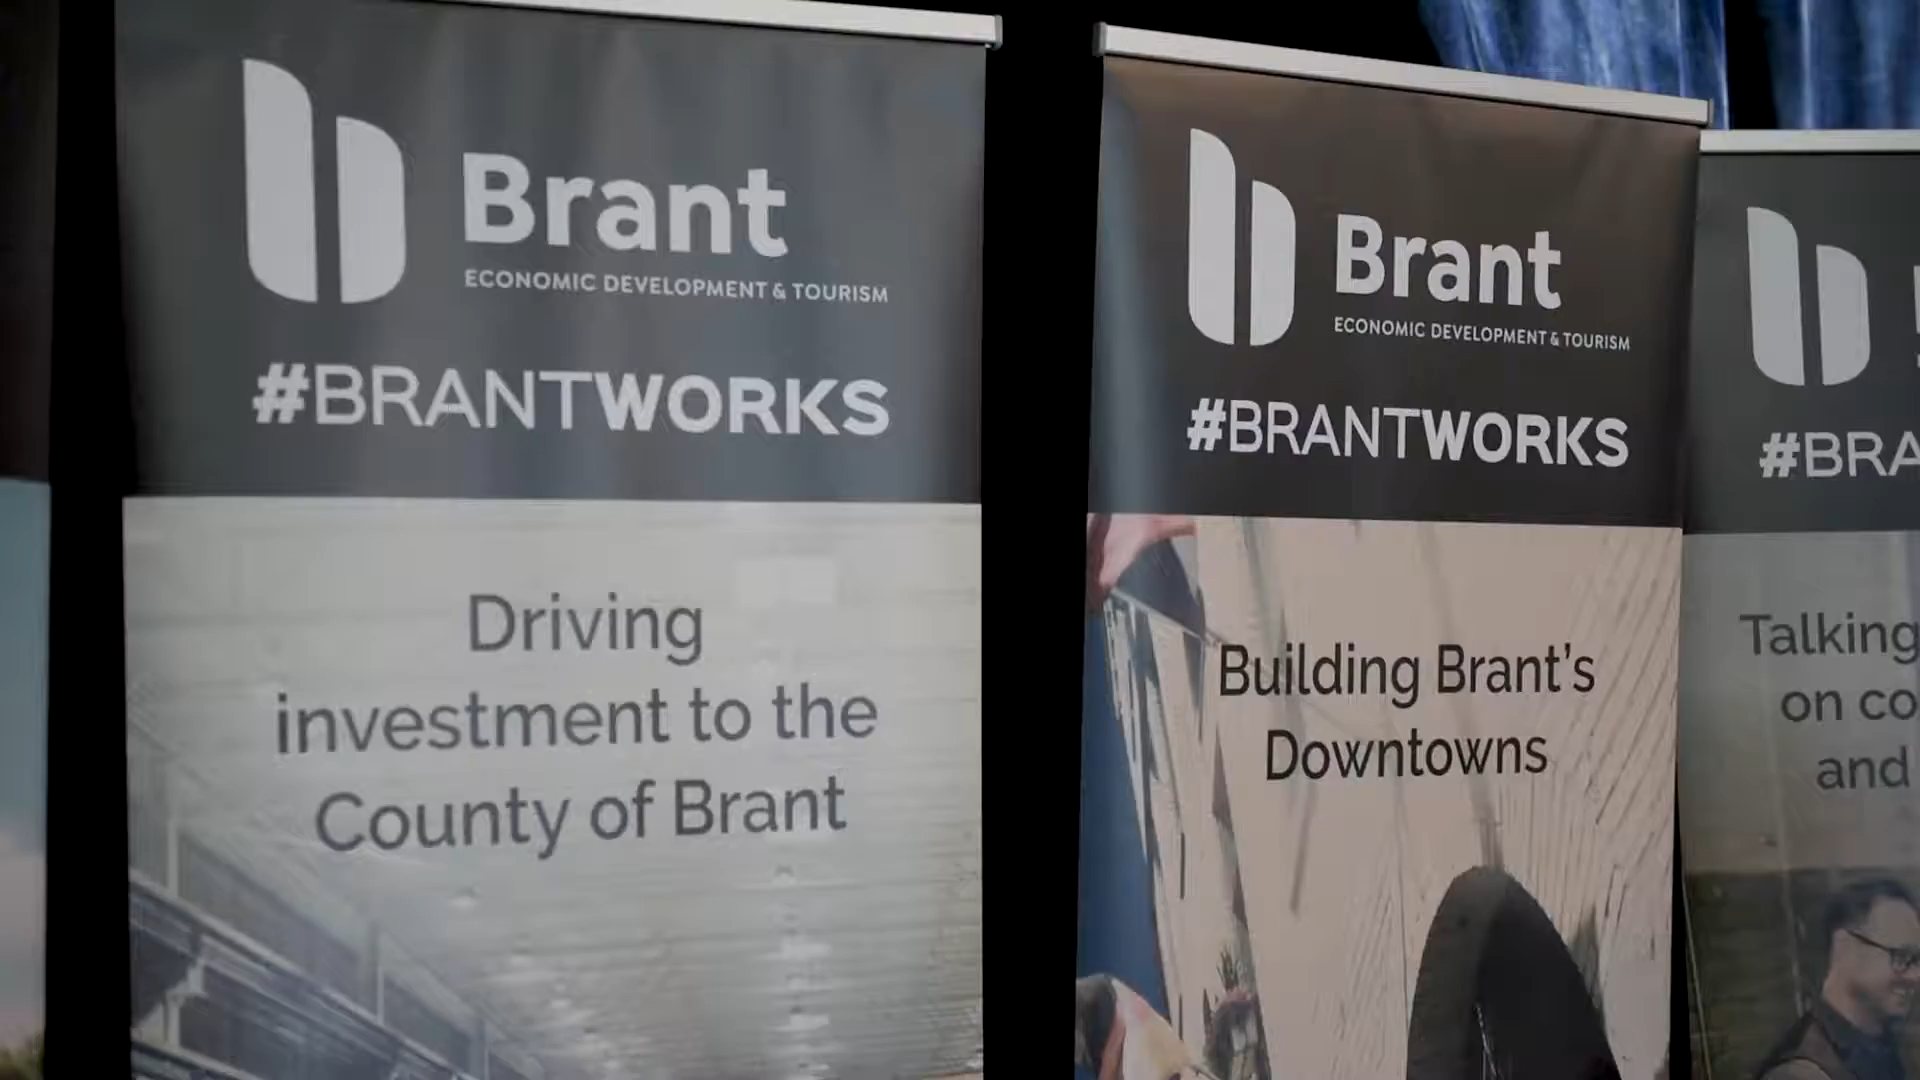 Brant
ECONOMIC DEVELOPMENT & TOURISM
#BRANTWORKS
Driving
investment to the
County of Brant
Brant
ECONOMIC DEVELOPMENT & TOURISM
#BRANTWORKS
Building Brant's
Downtowns
#BRA
Talking
on co
and